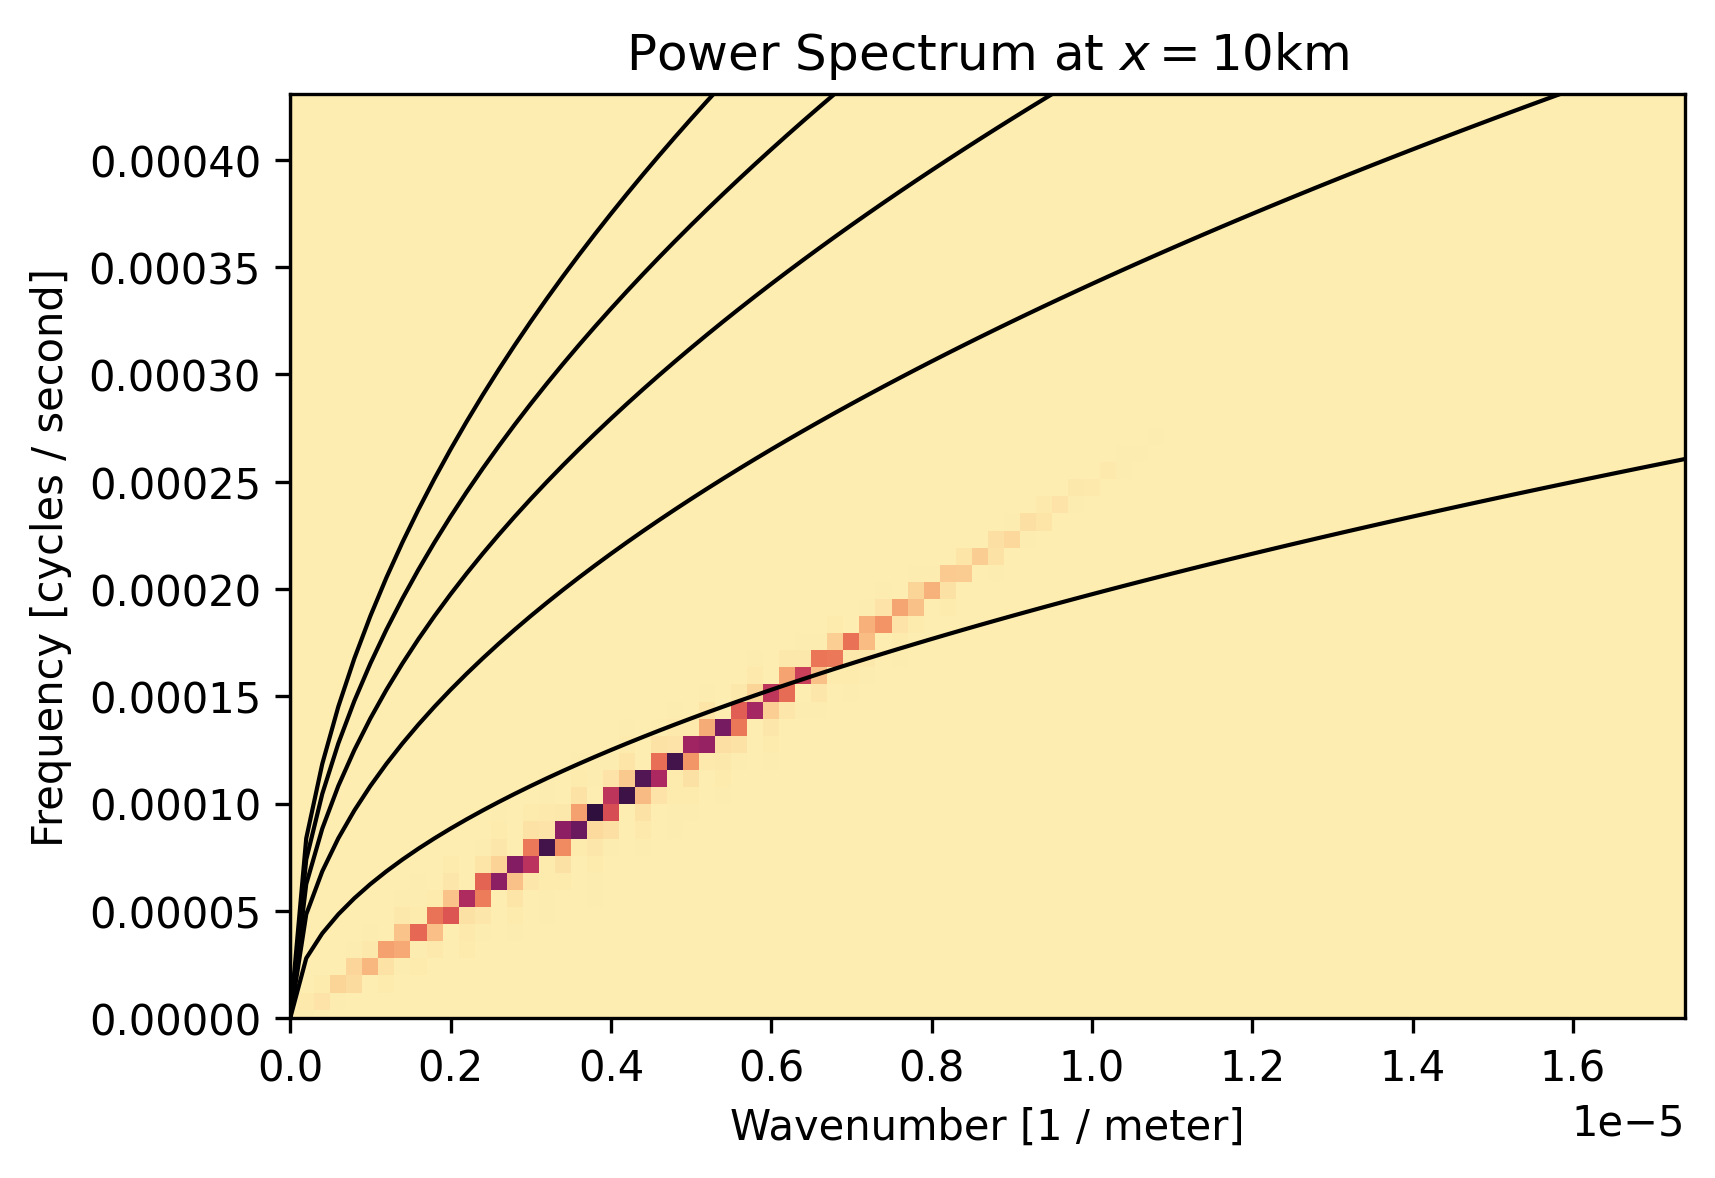 Power Spectrum at x = 10km
Frequency [cycles / second]
0.00040
0.00035
0.00030
0.00025
0.00020
0.00015
0.00010
0.00005
0.00000
0.0 0.2 0.4 0.6 0.8 1.0 1.2 1.4 1.6
Wavenumber [1 / meter]
1e−5